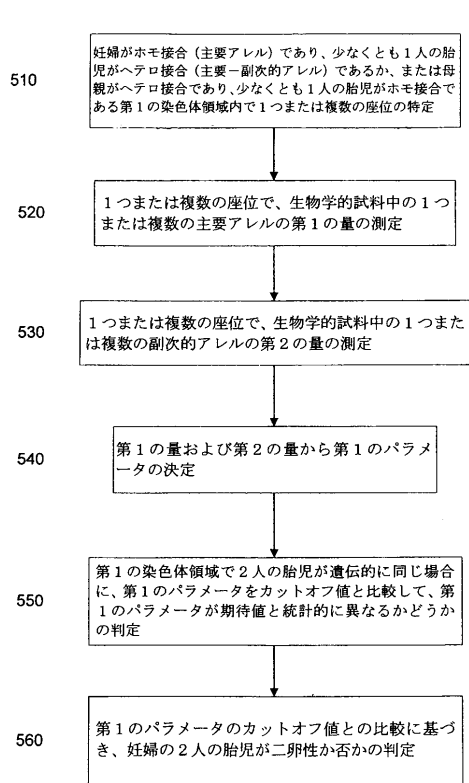 510
妊婦がホモ接合（主要アレル）であり、少なくとも１人の胎
児がヘテロ接合（主要－副次的アレル）であるか、または母
親がヘテロ接合であり、少なくとも１人の胎児がホモ接合で
ある第１の染色体領域内で１つまたは複数の座位の特定
520
１つまたは複数の座位で、生物学的試料中の１つ
または複数の主要アレルの第１の量の測定
530
１つまたは複数の座位で、生物学的試料中の１つまた
は複数の副次的アレルの第２の量の測定
540
第１の量および第２の量から第１のパラメ
ータの決定
550
第１の染色体領域で２人の胎児が遺伝的に同じ場合
に、第１のパラメータをカットオフ値と比較して、第
１のパラメータが期待値と統計的に異なるかどうか
の判定
560
第１のパラメータのカットオフ値との比較に基づ
き、妊婦の２人の胎児が二卵性か否かの判定